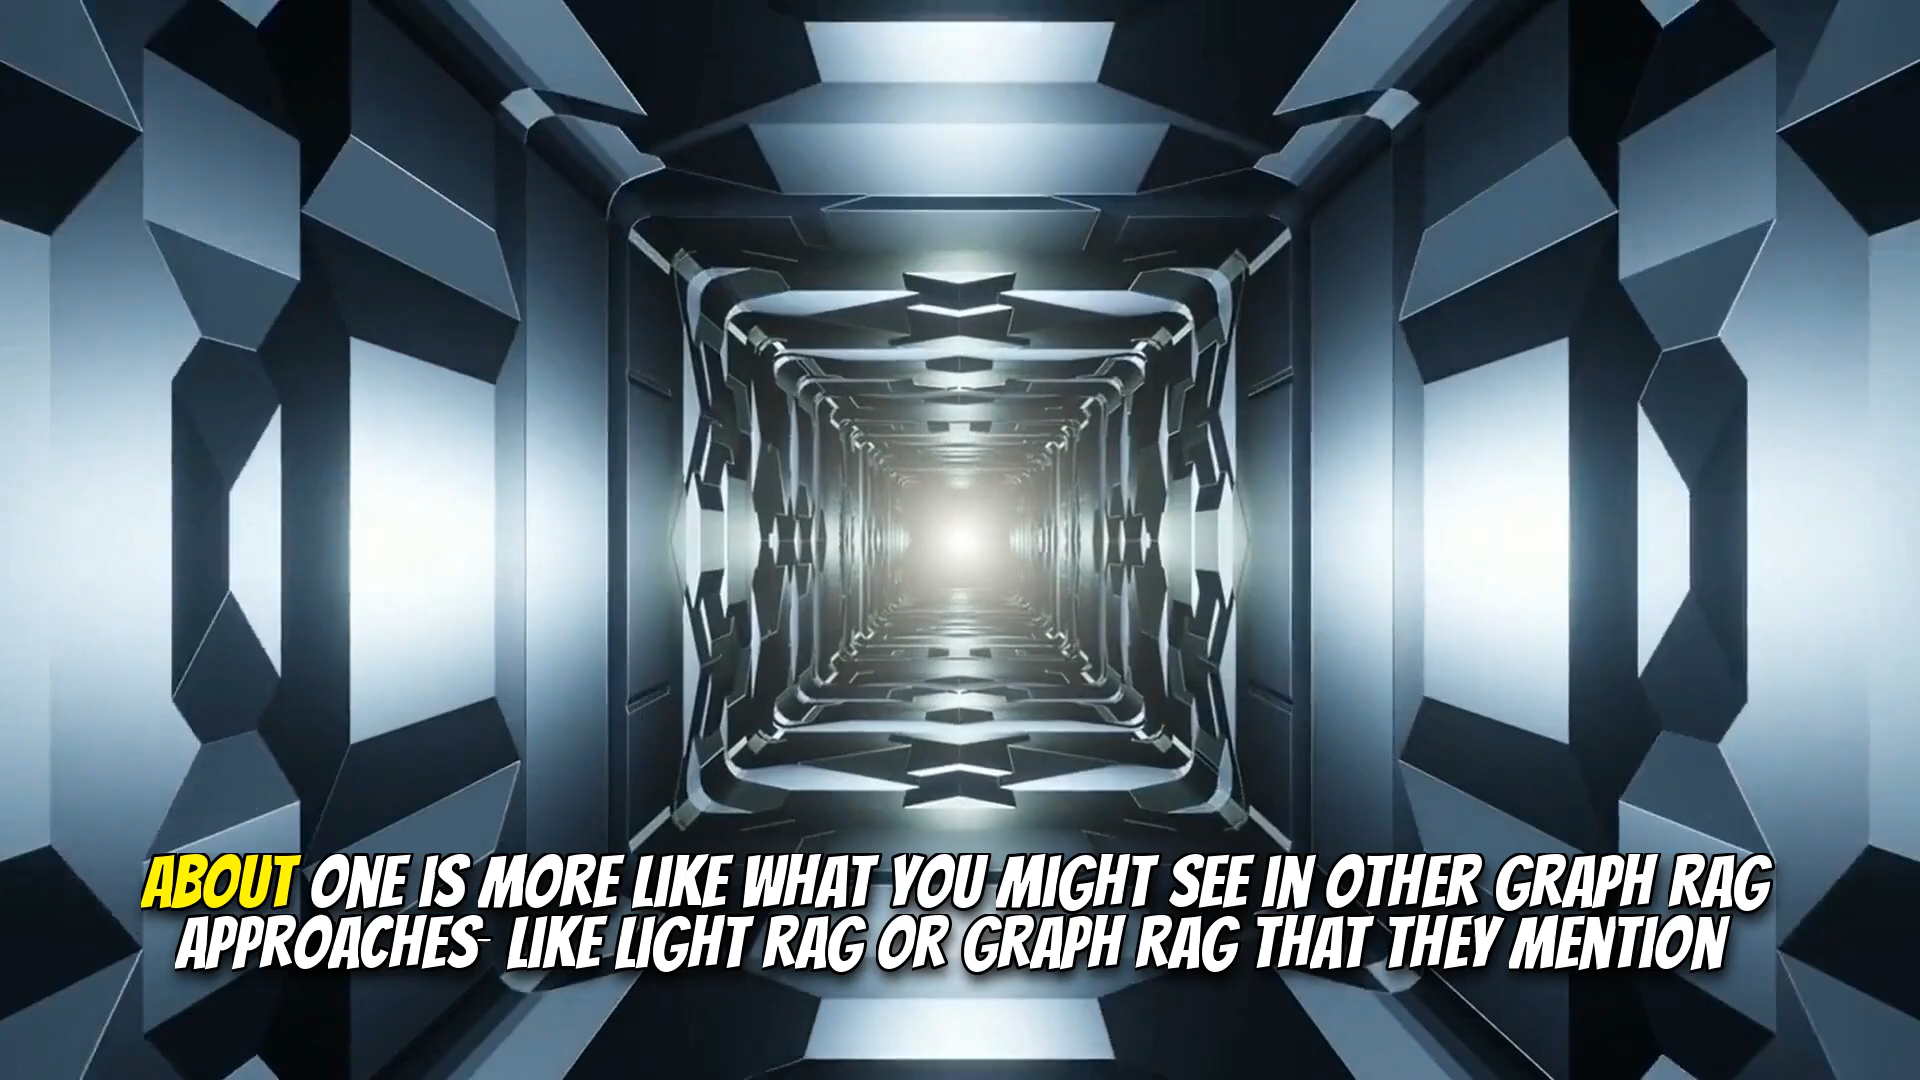 ABOUT ONE IS MORE LIKE WHAT YOU MIGHT SEE IN OTHER GRAPH RAG
APPROACHES- LIKE LIGHT RAG OR GRAPH RAG THAT THEY MENTION